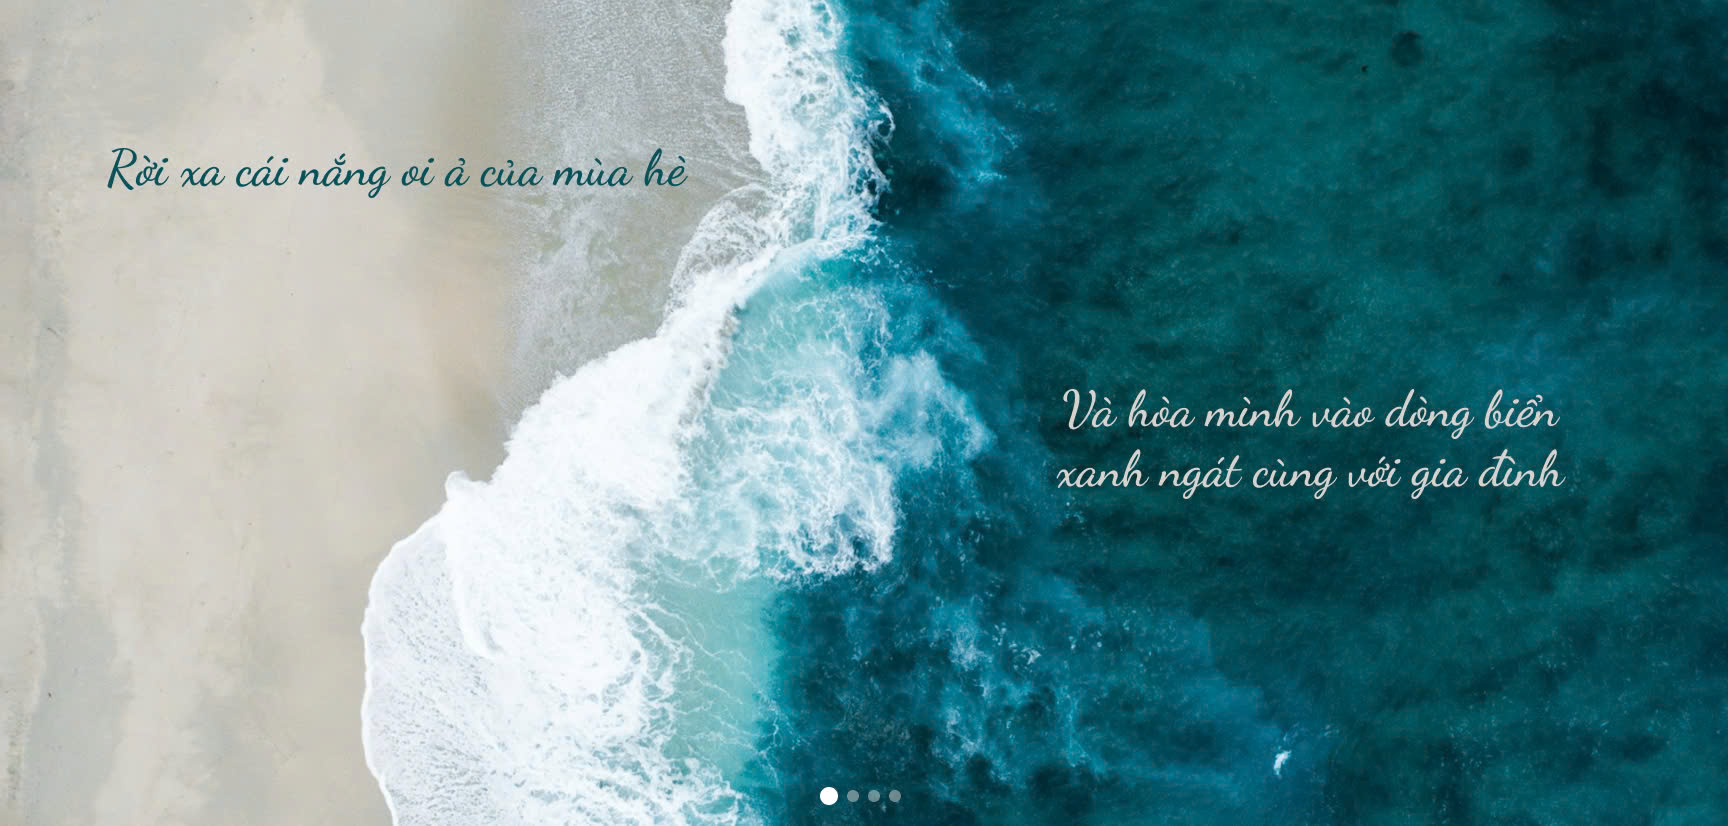 Rời xa cái nắng oi ả của mùa hè
Và hòa mình vào dòng biển
xanh ngát cùng với gia đình